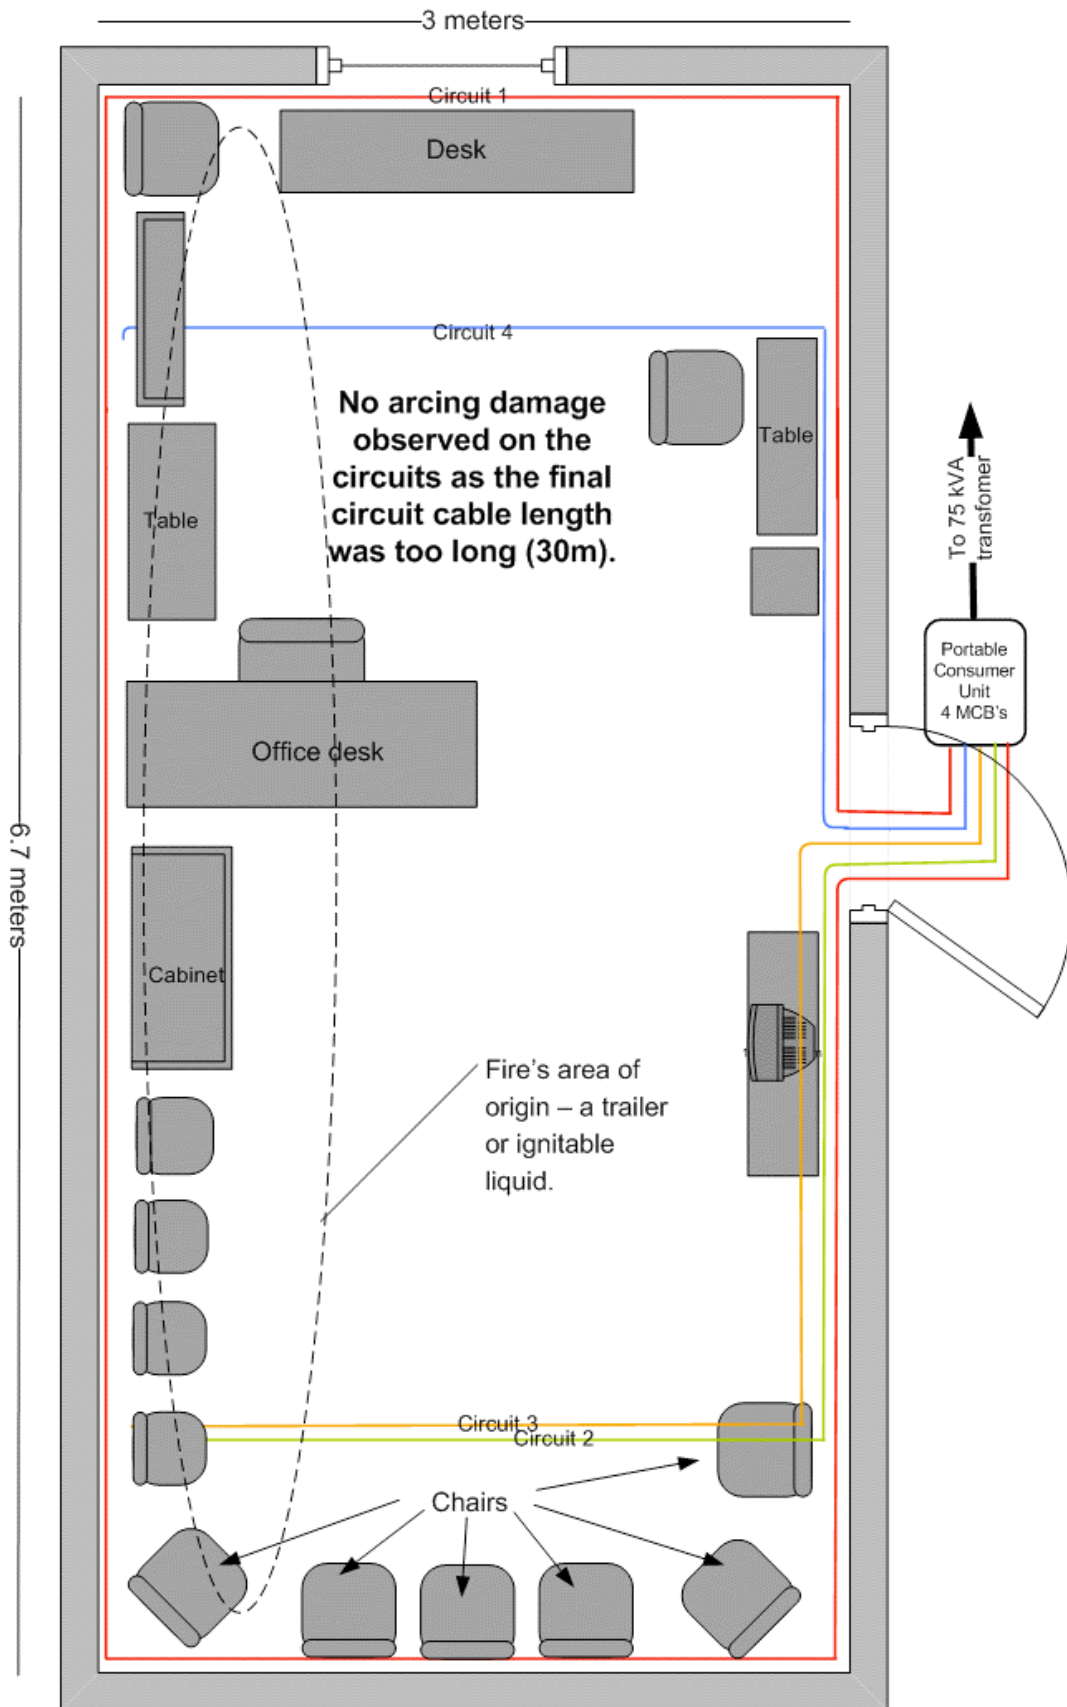 3 meters
Circuit 1
Desk
Circuit 4
No arcing damage
observed on the
circuits as the final
circuit cable length
was too long (30m).
Table
Table
To 75 kVA
transfomer
Portable
Consumer
Unit
4 MCB's
Office desk
6.7 meters
Cabinet
Fire's area of
origin – a trailer
or ignitable
liquid.
Circuit 3
Circuit 2
Chairs